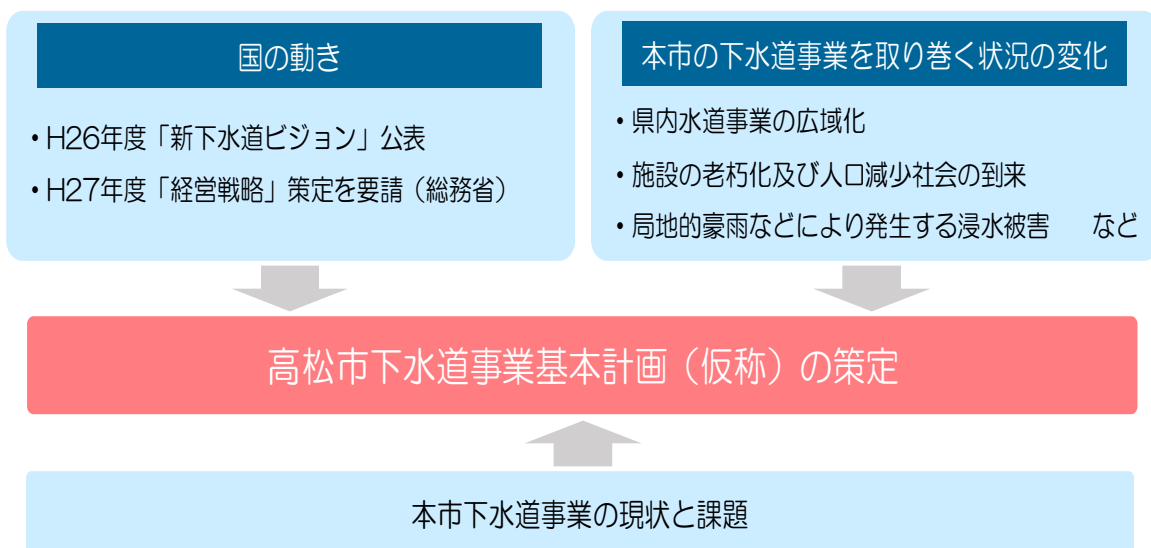 国の動き
・H26年度「新下水道ビジョン」公表
・H27年度「経営戦略」策定を要請（総務省）
本市の下水道事業を取り巻く状況の変化
・県内水道事業の広域化
・施設の老朽化及び人口減少社会の到来
・局地的豪雨などにより発生する浸水被害　など
高松市下水道事業基本計画（仮称）の策定
本市下水道事業の現状と課題